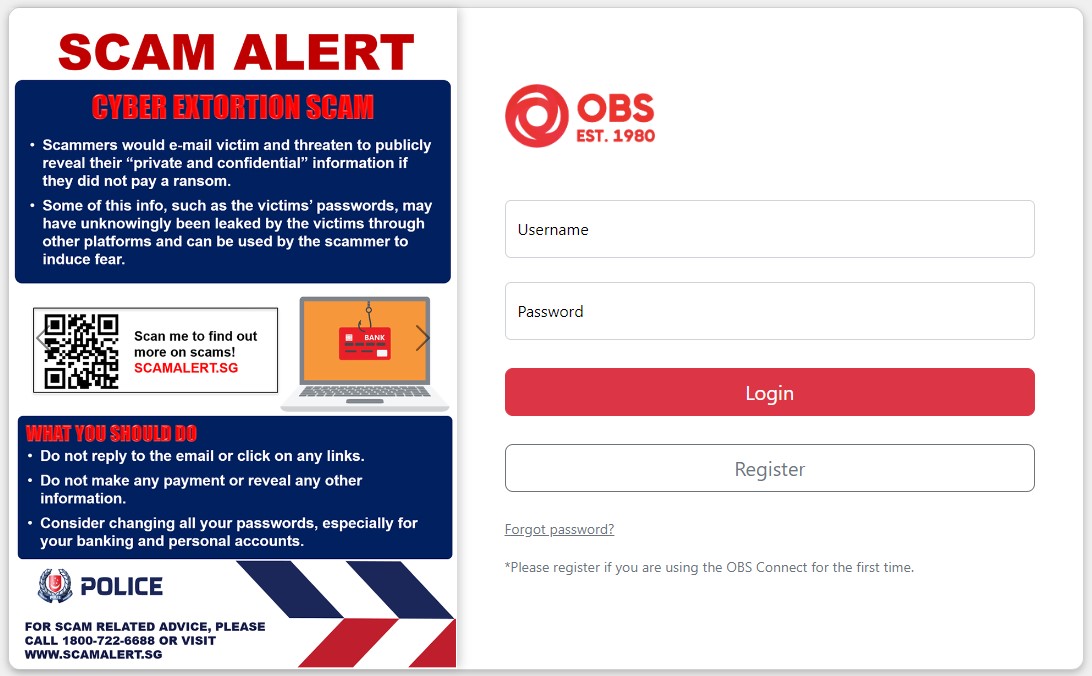 SCAM ALERT
CYBER EXTORTION SCAM
• Scammers would e-mail victim and threaten to publicly
reveal their “private and confidential” information if
they did not pay a ransom.
• Some of this info, such as the victims’ passwords, may
have unknowingly been leaked by the victims through
other platforms and can be used by the scammer to
induce fear.
Scan me to find out
more on scams!
SCAMALERT.SG
BANK
WHAT YOU SHOULD DO
• Do not reply to the email or click on any links.
• Do not make any payment or reveal any other
information.
• Consider changing all your passwords, especially for
your banking and personal accounts.
POLICE
FOR SCAM RELATED ADVICE, PLEASE
CALL 1800-722-6688 OR VISIT
WWW.SCAMALERT.SG
OBS
EST. 1980
Username
Password
Login
Register
Forgot password?
*Please register if you are using the OBS Connect for the first time.